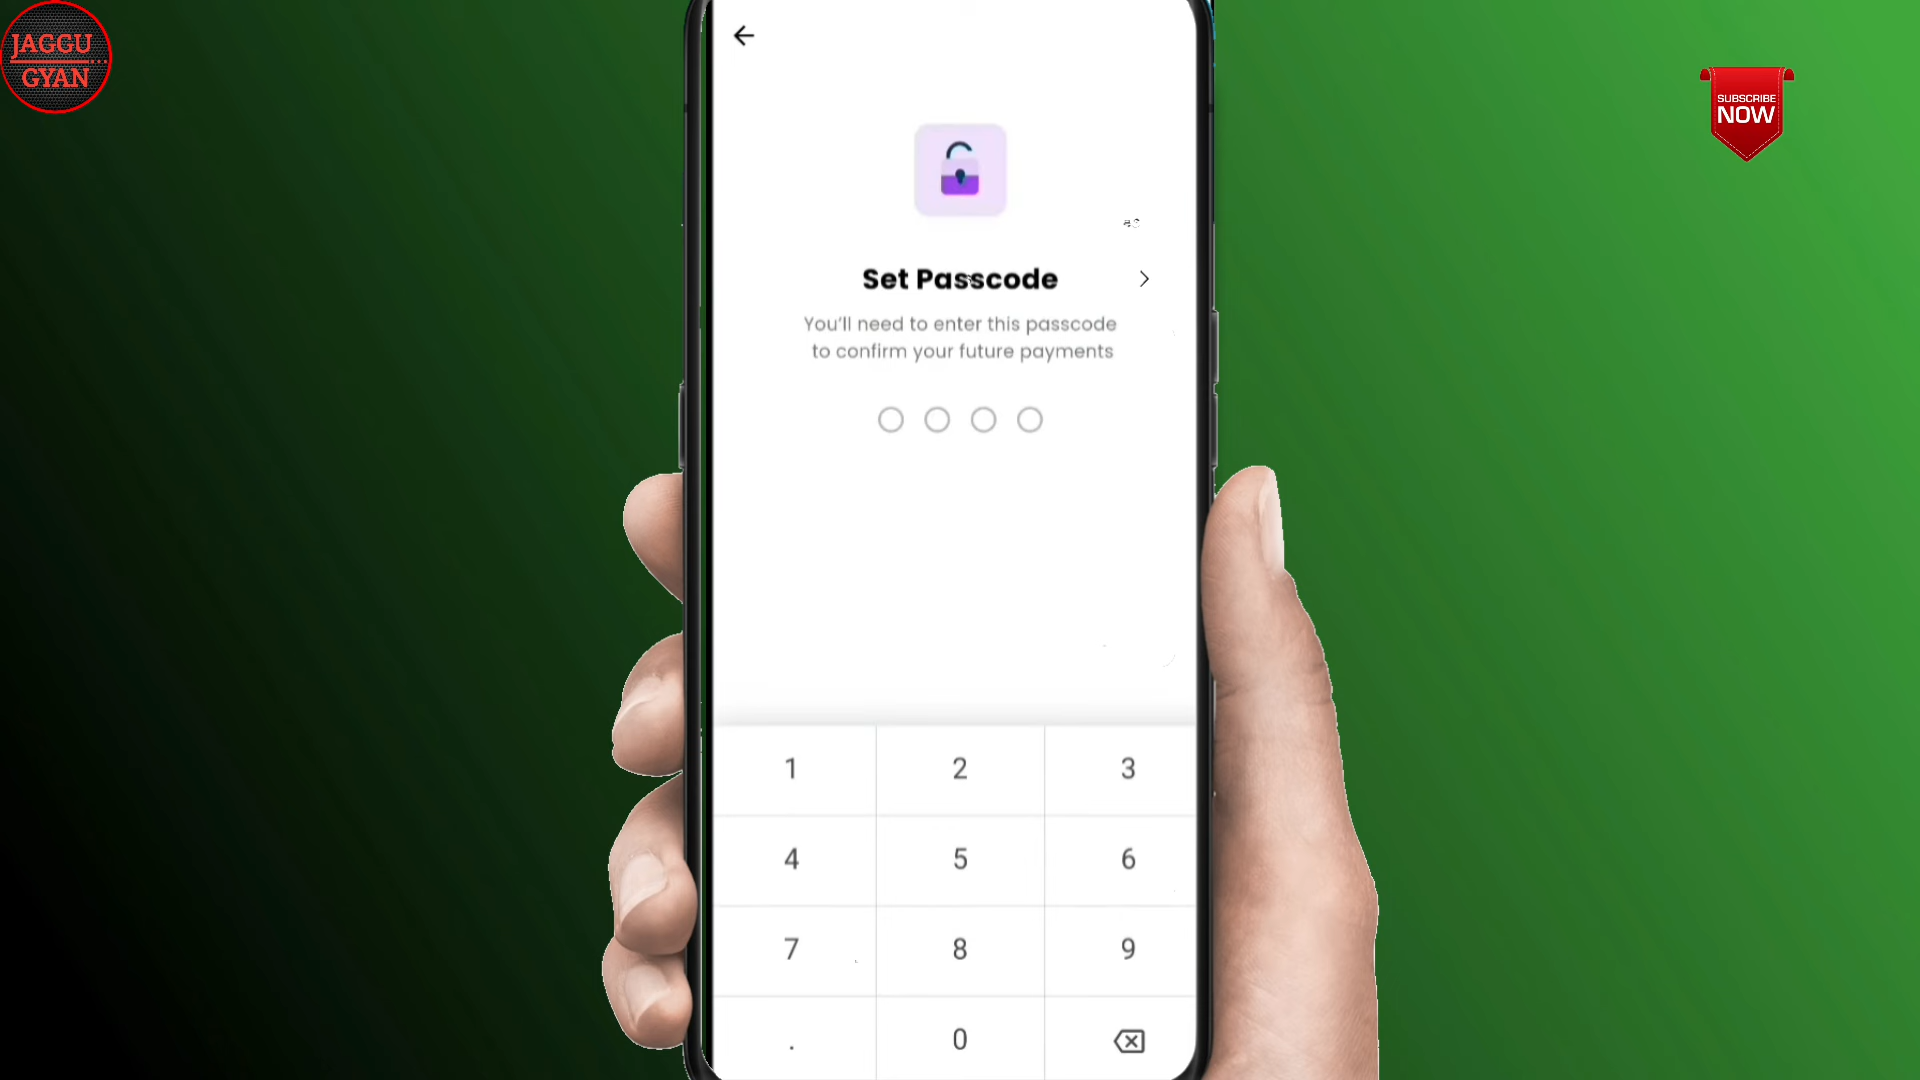 JAGGU
GYAN
SUBSCRIBE
NOW
Set Passcode
You'll need to enter this passcode
to confirm your future payments
1 2 3
4 5 6
7 8 9
. 0